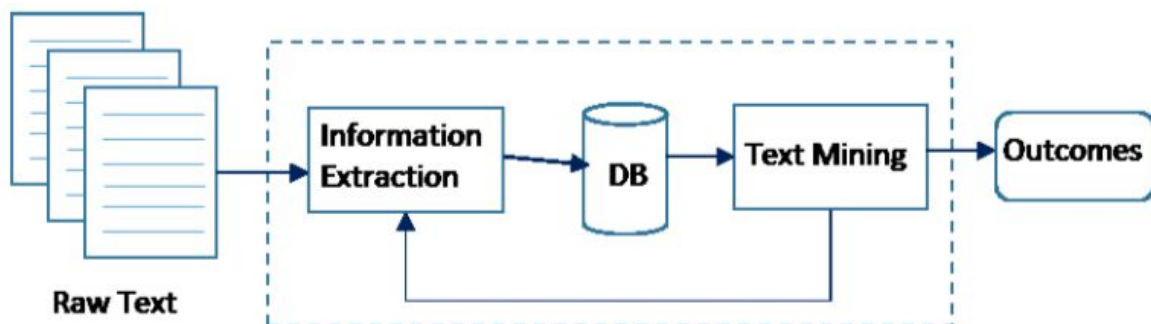 Raw Text
Information
Extraction
DB
Text Mining
Outcomes